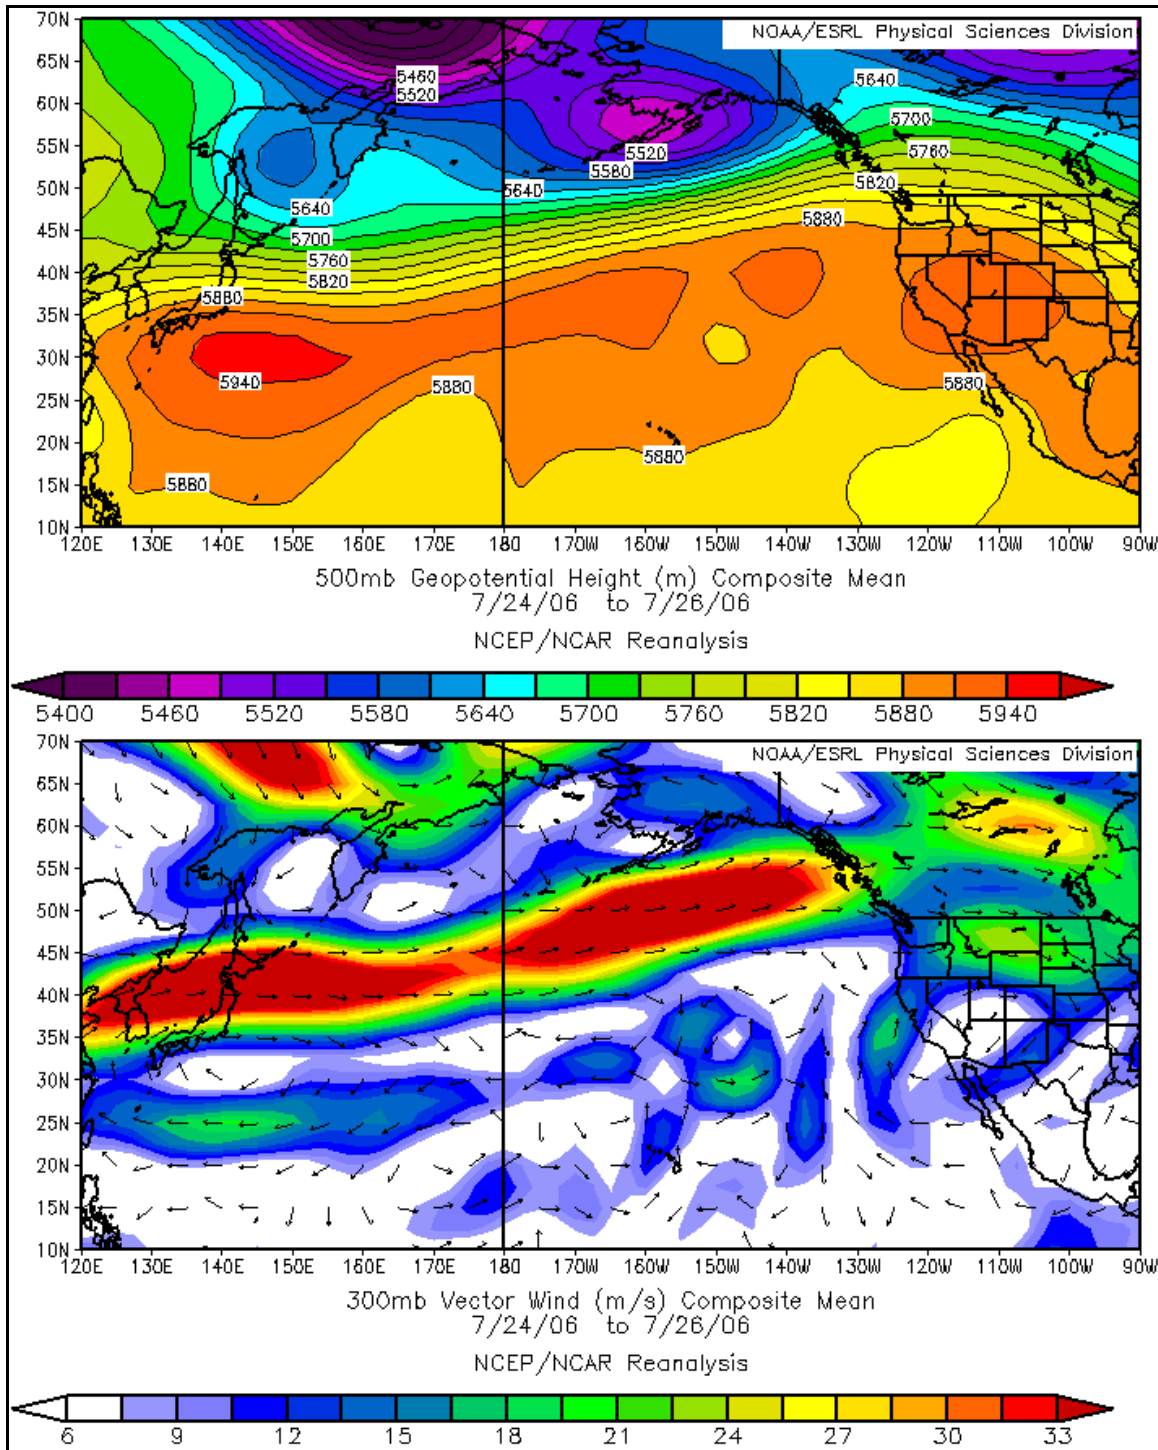 70N NOAA/ESRL Physical Sciences Division
65N 5460 5640
5520
60N 5700
55N 5520 5760
5580
50N 5640 5820
5640
45N 5700 5880
5760
40N 5820
35N 5880
30N
5940 5880 5880
25N
20N 5880
15N 5880
10N
120E 130E 140E 150E 160E 170E 180 170W 160W 150W 140W 130W 120W 110W 100W 90W
500mb Geopotential Height (m) Composite Mean
7/24/06 to 7/26/06
NCEP/NCAR Reanalysis
5400 5460 5520 5580 5640 5700 5760 5820 5880 5940
70N NOAA/ESRL Physical Sciences Division
65N
60N
55N
50N
45N
40N
35N
30N
25N
20N
15N
10N
120E 130E 140E 150E 160E 170E 180 170W 160W 150W 140W 130W 120W 110W 100W 90W
300mb Vector Wind (m/s) Composite Mean
7/24/06 to 7/26/06
NCEP/NCAR Reanalysis
6 9 12 15 18 21 24 27 30 33